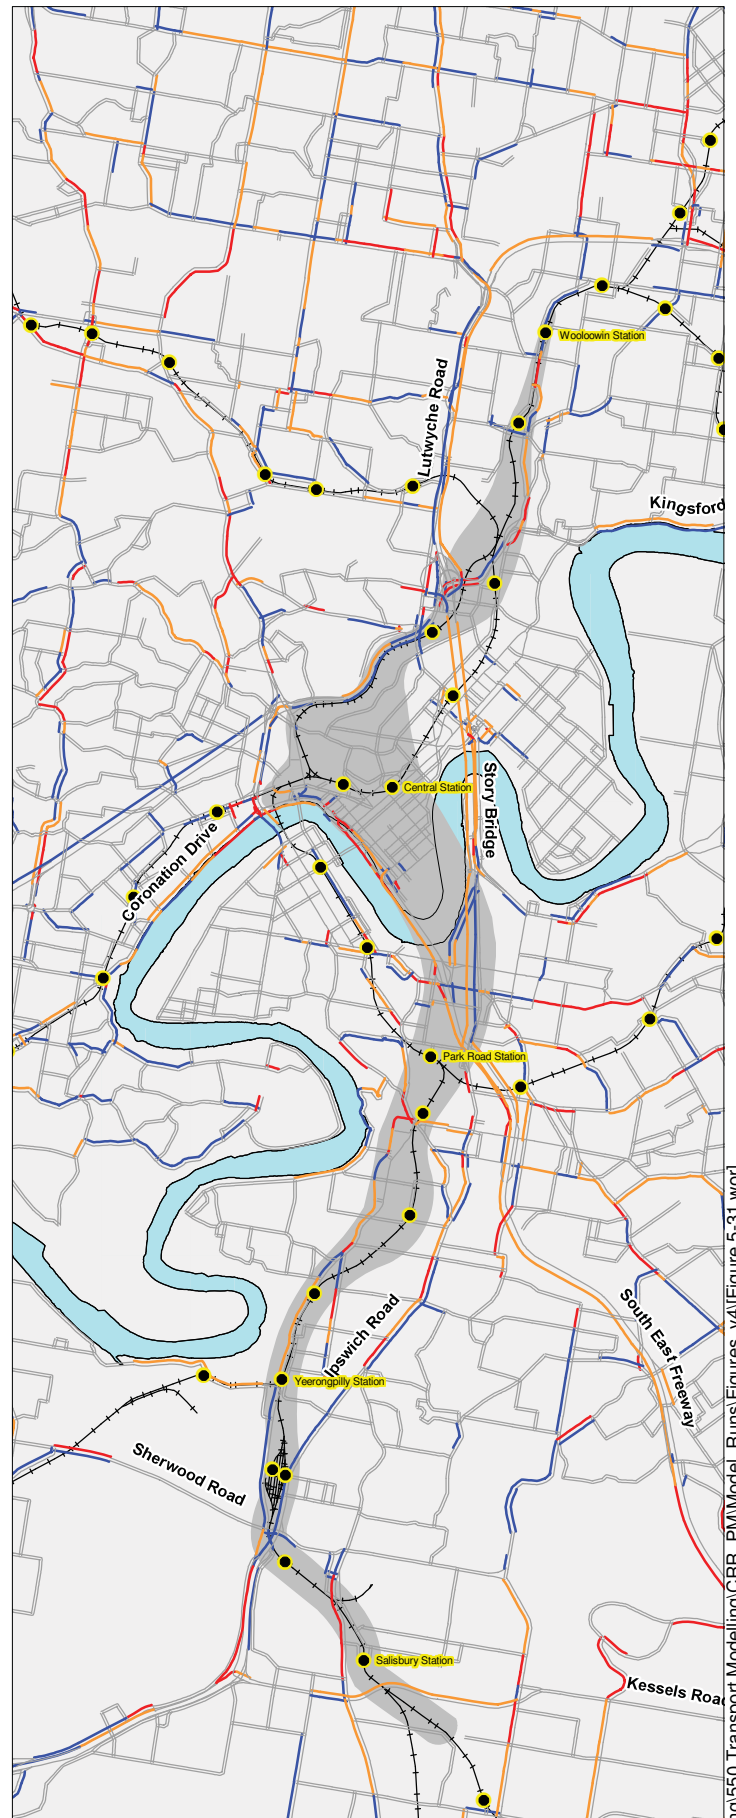 Wooloowin Station
Lutwyche Road
Kingsford
Central Station
Story Bridge
Coronation Drive
Park Road Station
South East Freeway
Ipswich Road
Yeerongpilly Station
Sherwood Road
Salisbury Station
Kessels Road
\550 Transport Modelling\CRR_PM\Model_Runs\Figures_v4\[Figure 5-31.wor]